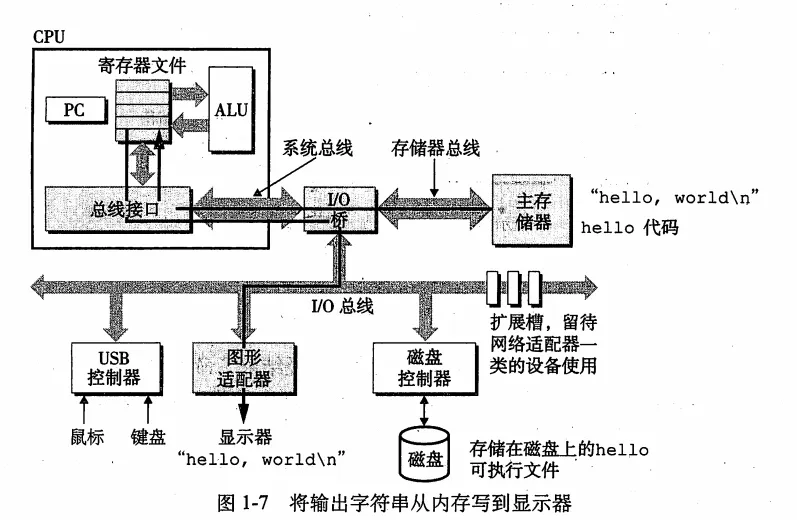 CPU
寄存器文件
PC
ALU
系统总线
存储器总线
总线接口
I/O
桥
主存
储器
“hello, world\n”
hello 代码
I/O 总线
扩展槽，留待
网络适配器一
类的设备使用
USB
控制器
图形
适配器
磁盘
控制器
鼠标
键盘
显示器
“hello, world\n”
磁盘
存储在磁盘上的hello
可执行文件
图 1-7 将输出字符串从内存写到显示器